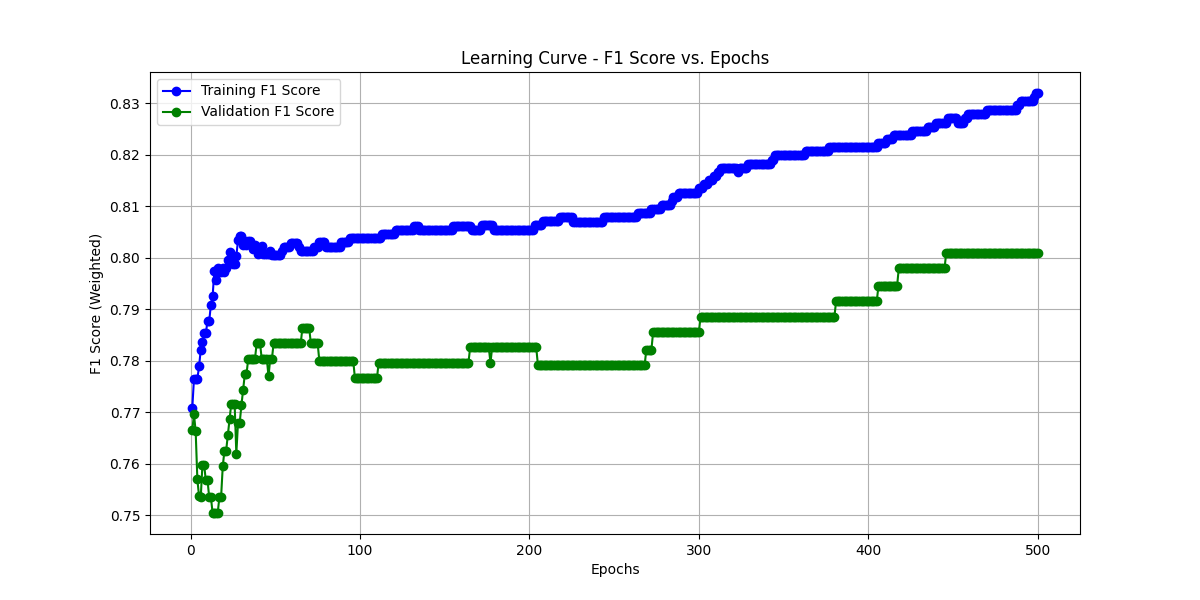 Learning Curve - F1 Score vs. Epochs
Training F1 Score
Validation F1 Score
F1 Score (Weighted)
0.83
0.82
0.81
0.80
0.79
0.78
0.77
0.76
0.75
0 100 200 300 400 500
Epochs